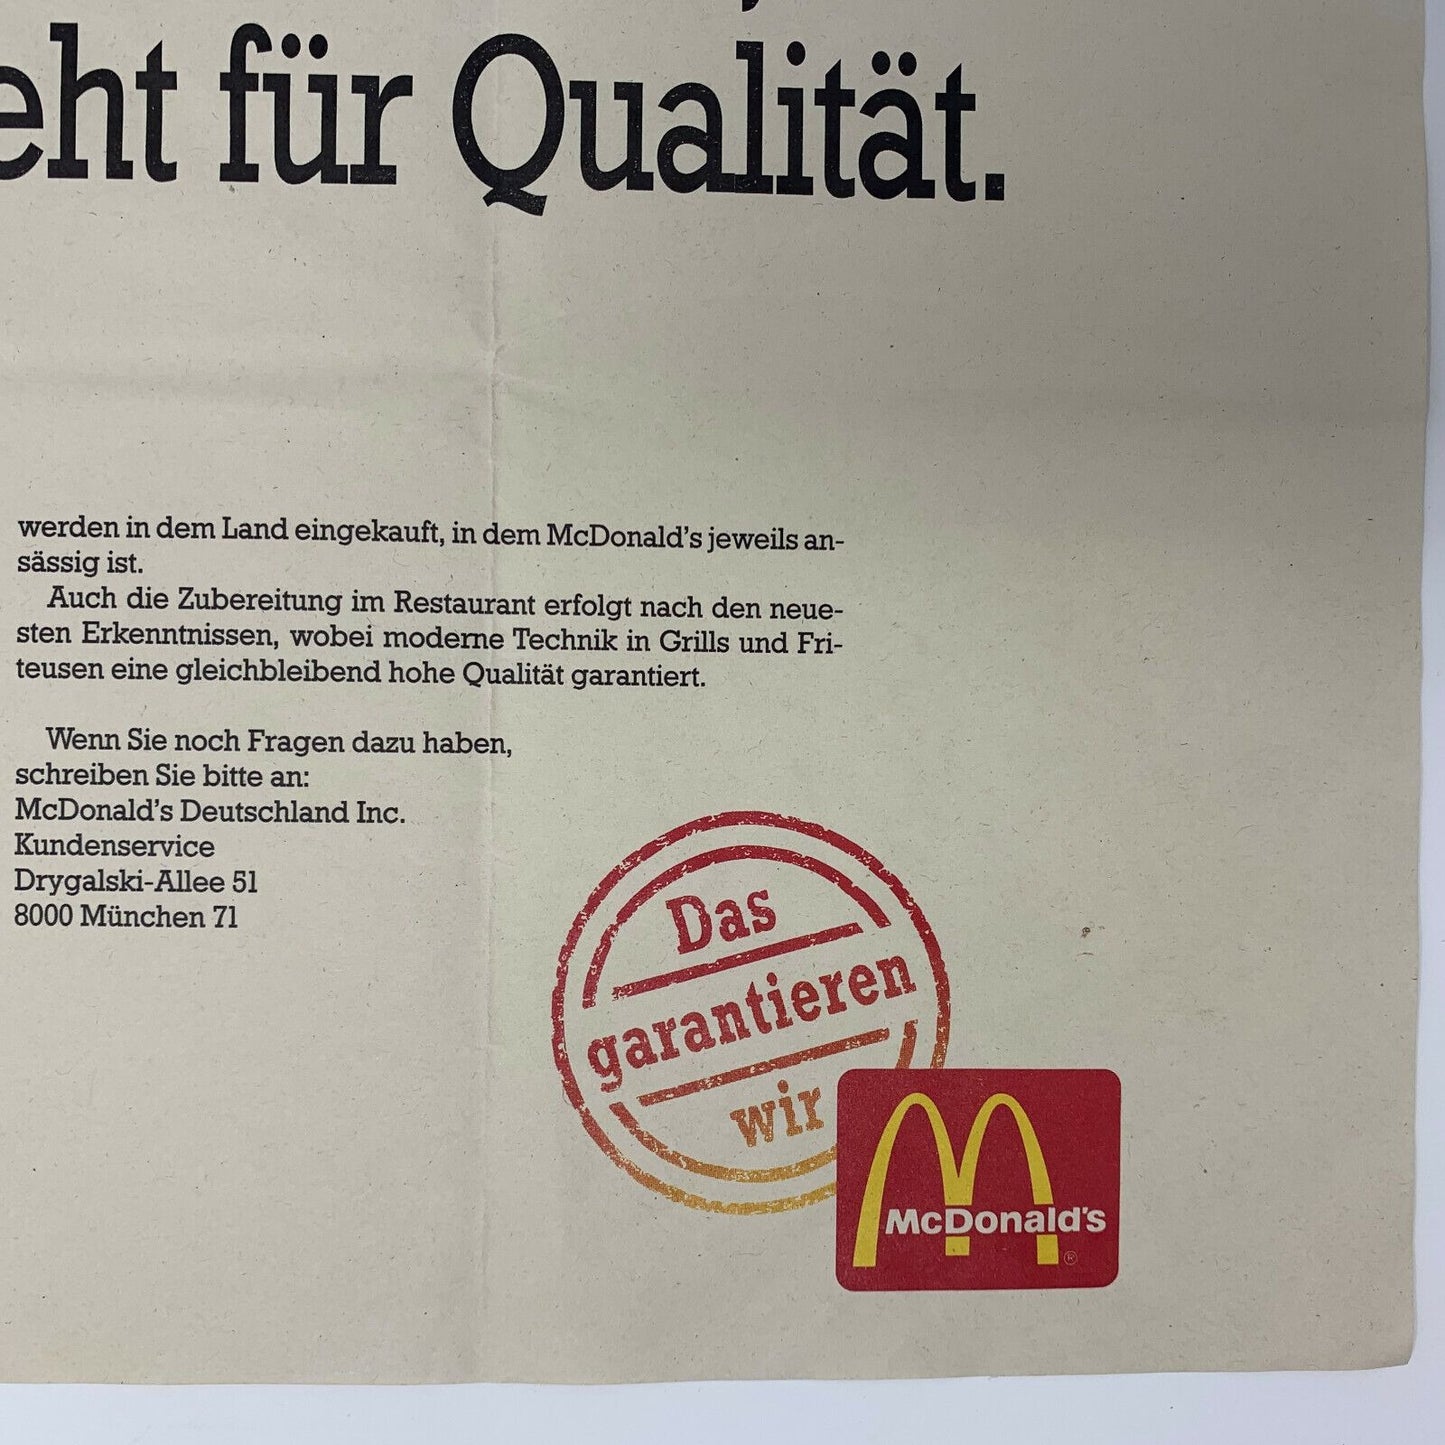 eht für Qualität.
werden in dem Land eingekauft, in dem McDonald's jeweils an-
sässig ist.
Auch die Zubereitung im Restaurant erfolgt nach den neue-
sten Erkenntnissen, wobei moderne Technik in Grills und Fri-
teusen eine gleichbleibend hohe Qualität garantiert.
Wenn Sie noch Fragen dazu haben,
schreiben Sie bitte an:
McDonald's Deutschland Inc.
Kundenservice
Drygalski-Allee 51
8000 München 71
Das
garantieren
wir
McDonald's
®